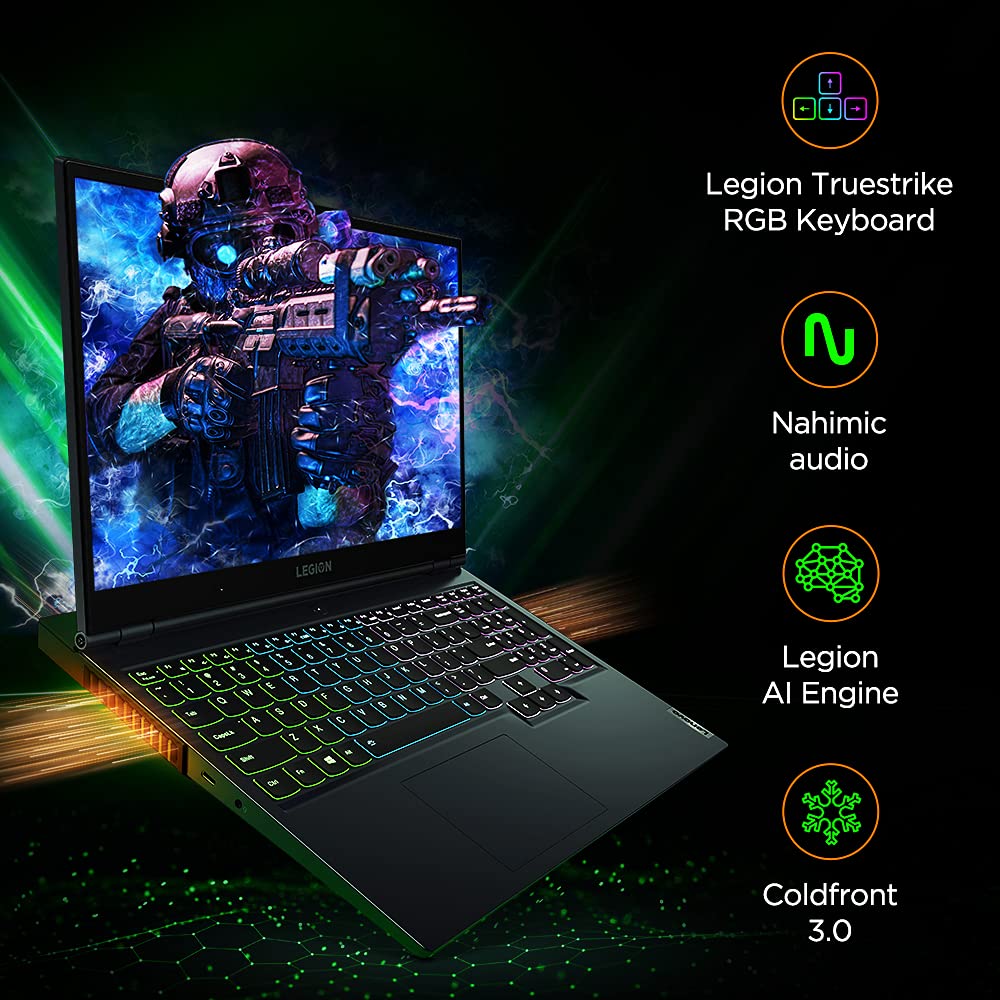 Legion Truestrike
RGB Keyboard
Nahimic
audio
Legion
AI Engine
Coldfront
3.0
LEGION